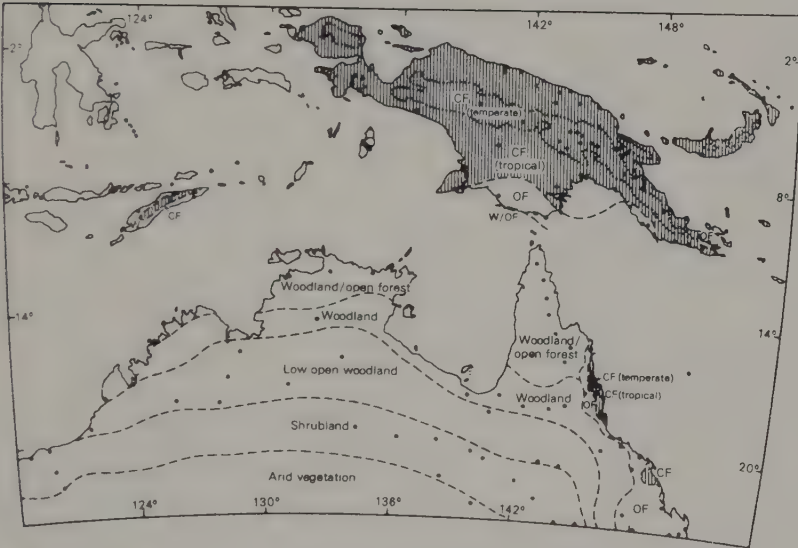 124°
142°
148°
2°
2°
CF
(temperate)
CF
(tropical)
OF
W/OF
OF
CF
8°
8°
Woodland/open forest
14°
Woodland
Woodland/
open forest
14°
Low open woodland
CF (temperate)
CF (tropical)
Woodland
OF
Shrubland
CF
20°
Arid vegetation
OF
124°
130°
136°
142°